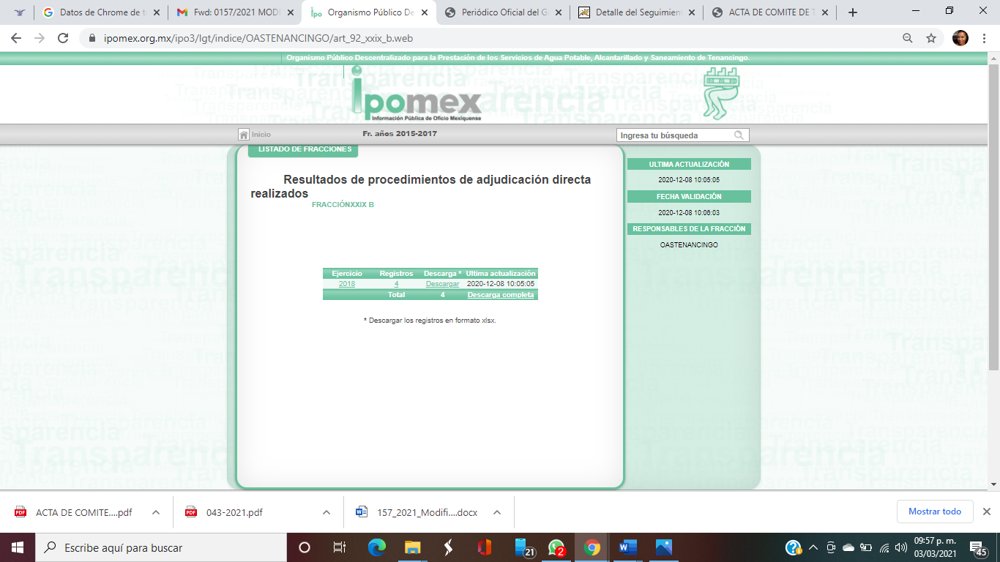 Datos de Chrome de t
Fwd: 0157/2021 MODI
Organismo Público De
Periódico Oficial del G
Detalle del Seguimien
ACTA DE COMITE DE T
ipomex.org.mx/ipo3/lgt/indice/OASTENANCINGO/art_92_xxix_b.web
Organismo Público Descentralizado para la Prestación de los Servicios de Agua Potable, Alcantarillado y Saneamiento de Tenancingo.
ipomex
Información Pública de Oficio Mexiquense
Inicio
Fr. años 2015-2017
Ingresa tu búsqueda
LISTADO DE FRACCIONES
Resultados de procedimientos de adjudicación directa
realizados
FRACCIÓNXXIX B
ULTIMA ACTUALIZACIÓN
2020-12-08 10:05:05
FECHA VALIDACIÓN
2020-12-08 10:06:03
RESPONSABLES DE LA FRACCIÓN
OASTENANCINGO
Ejercicio Registros Descarga * Ultima actualización
2018 4 Descargar 2020-12-08 10:05:05
Total 4 Descarga completa
* Descargar los registros en formato xlsx.
ACTA DE COMITE....pdf
043-2021.pdf
157_2021_Modifi....docx
Mostrar todo
Escribe aquí para buscar
21
2
09:57 p. m.
03/03/2021
45